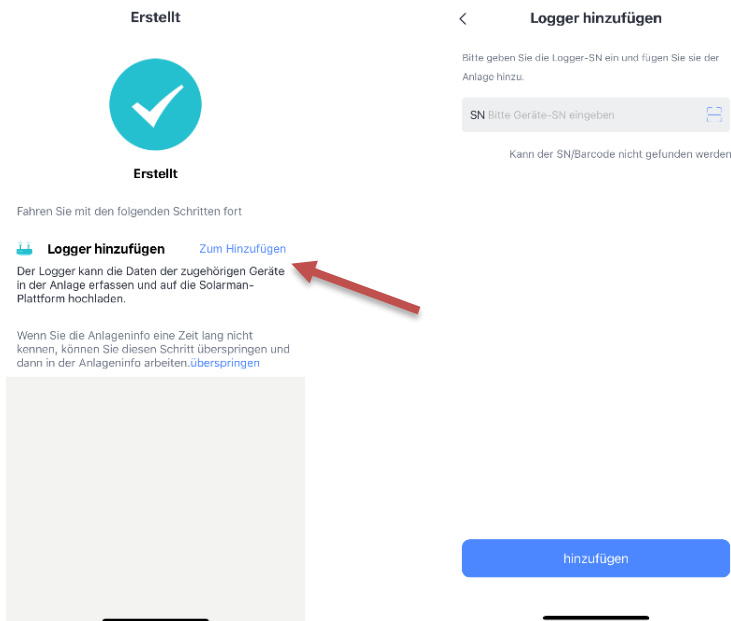 Erstellt
Erstellt
Fahren Sie mit den folgenden Schritten fort
Logger hinzufügen Zum Hinzufügen
Der Logger kann die Daten der zugehörigen Geräte
in der Anlage erfassen und auf die Solarman-
Plattform hochladen.
Wenn Sie die Anlageninfo eine Zeit lang nicht
kennen, können Sie diesen Schritt überspringen und
dann in der Anlageninfo arbeiten.überspringen
Logger hinzufügen
Bitte geben Sie die Logger-SN ein und fügen Sie sie der
Anlage hinzu.
SN Bitte Geräte-SN eingeben
Kann der SN/Barcode nicht gefunden werden
hinzufügen